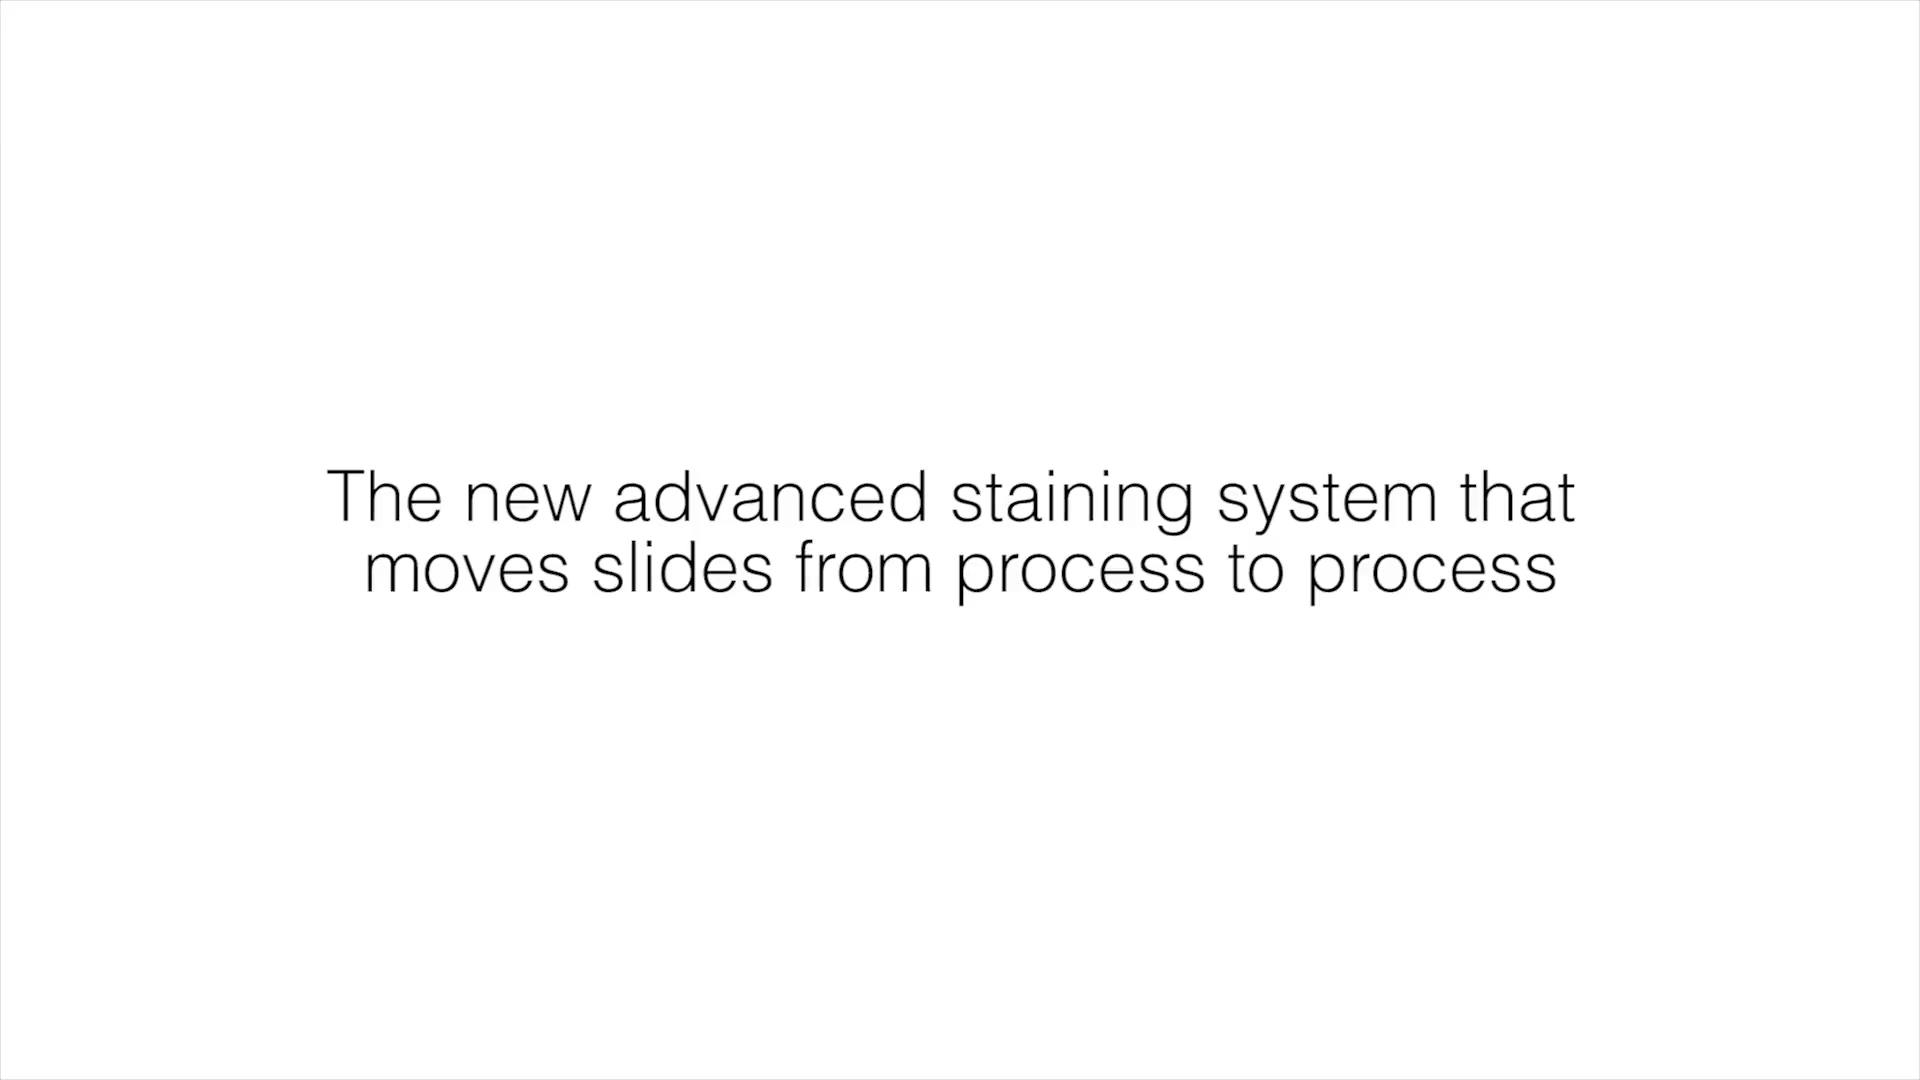 The new advanced staining system that
moves slides from process to process